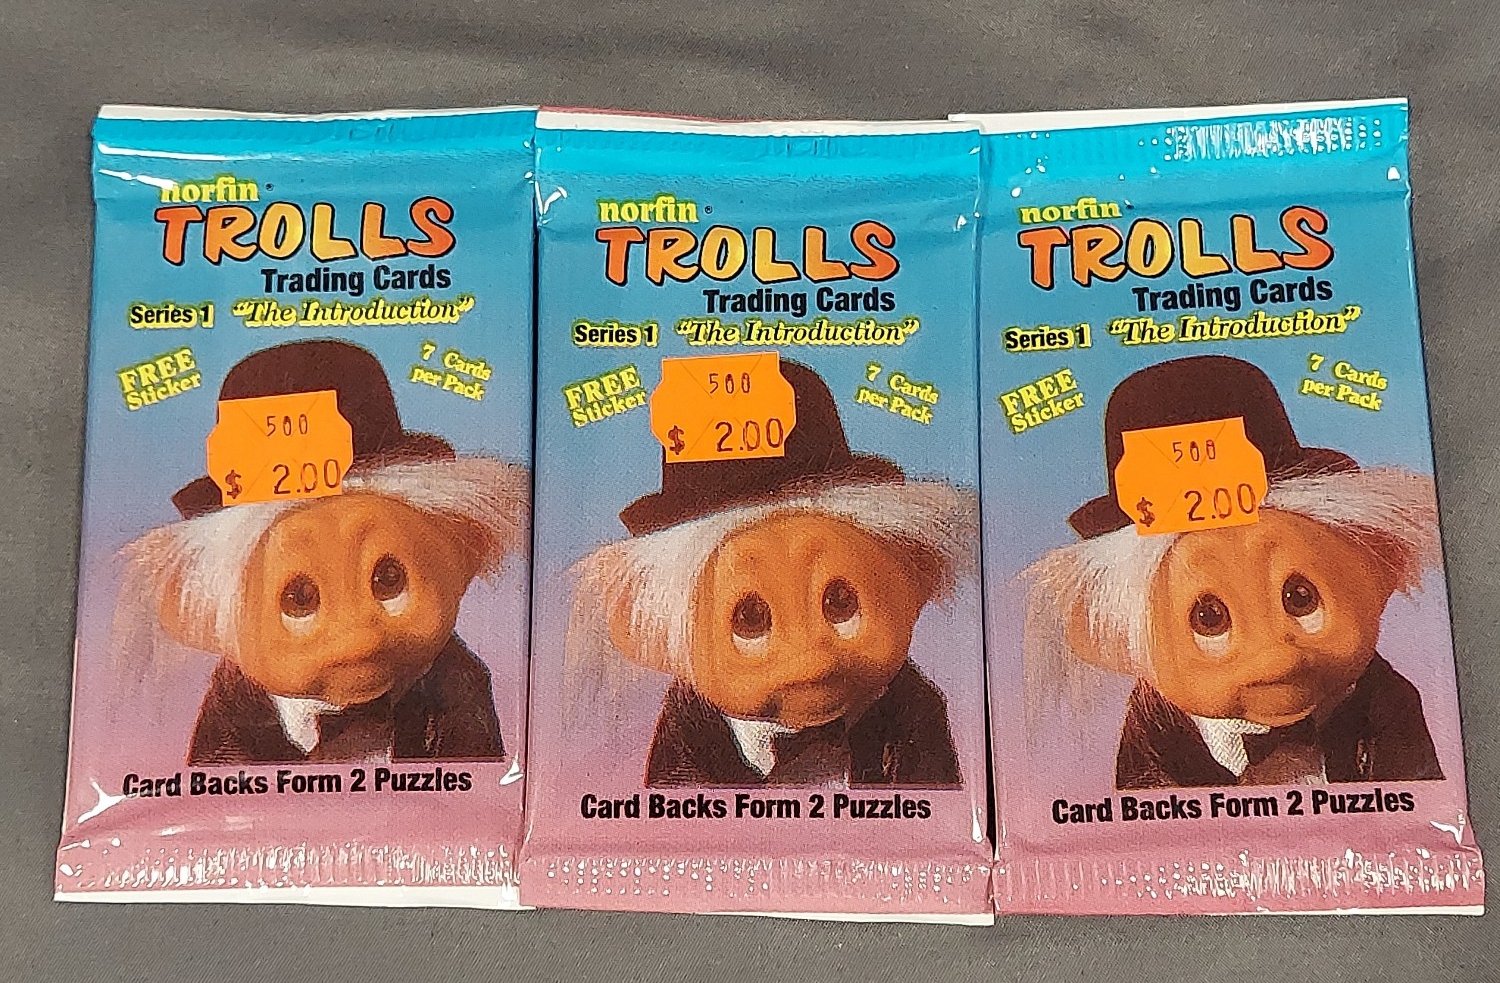 norfin®
TROLLS
Trading Cards
Series 1 "The Introduction"
FREE
Sticker
7 Cards
per Pack
500
$ 2.00
Card Backs Form 2 Puzzles
norfin®
TROLLS
Trading Cards
Series 1 "The Introduction"
FREE
Sticker
7 Cards
per Pack
500
$ 2.00
Card Backs Form 2 Puzzles
norfin
TROLLS
Trading Cards
Series 1 "The Introduction"
FREE
Sticker
7 Cards
per Pack
500
$ 2.00
Card Backs Form 2 Puzzles